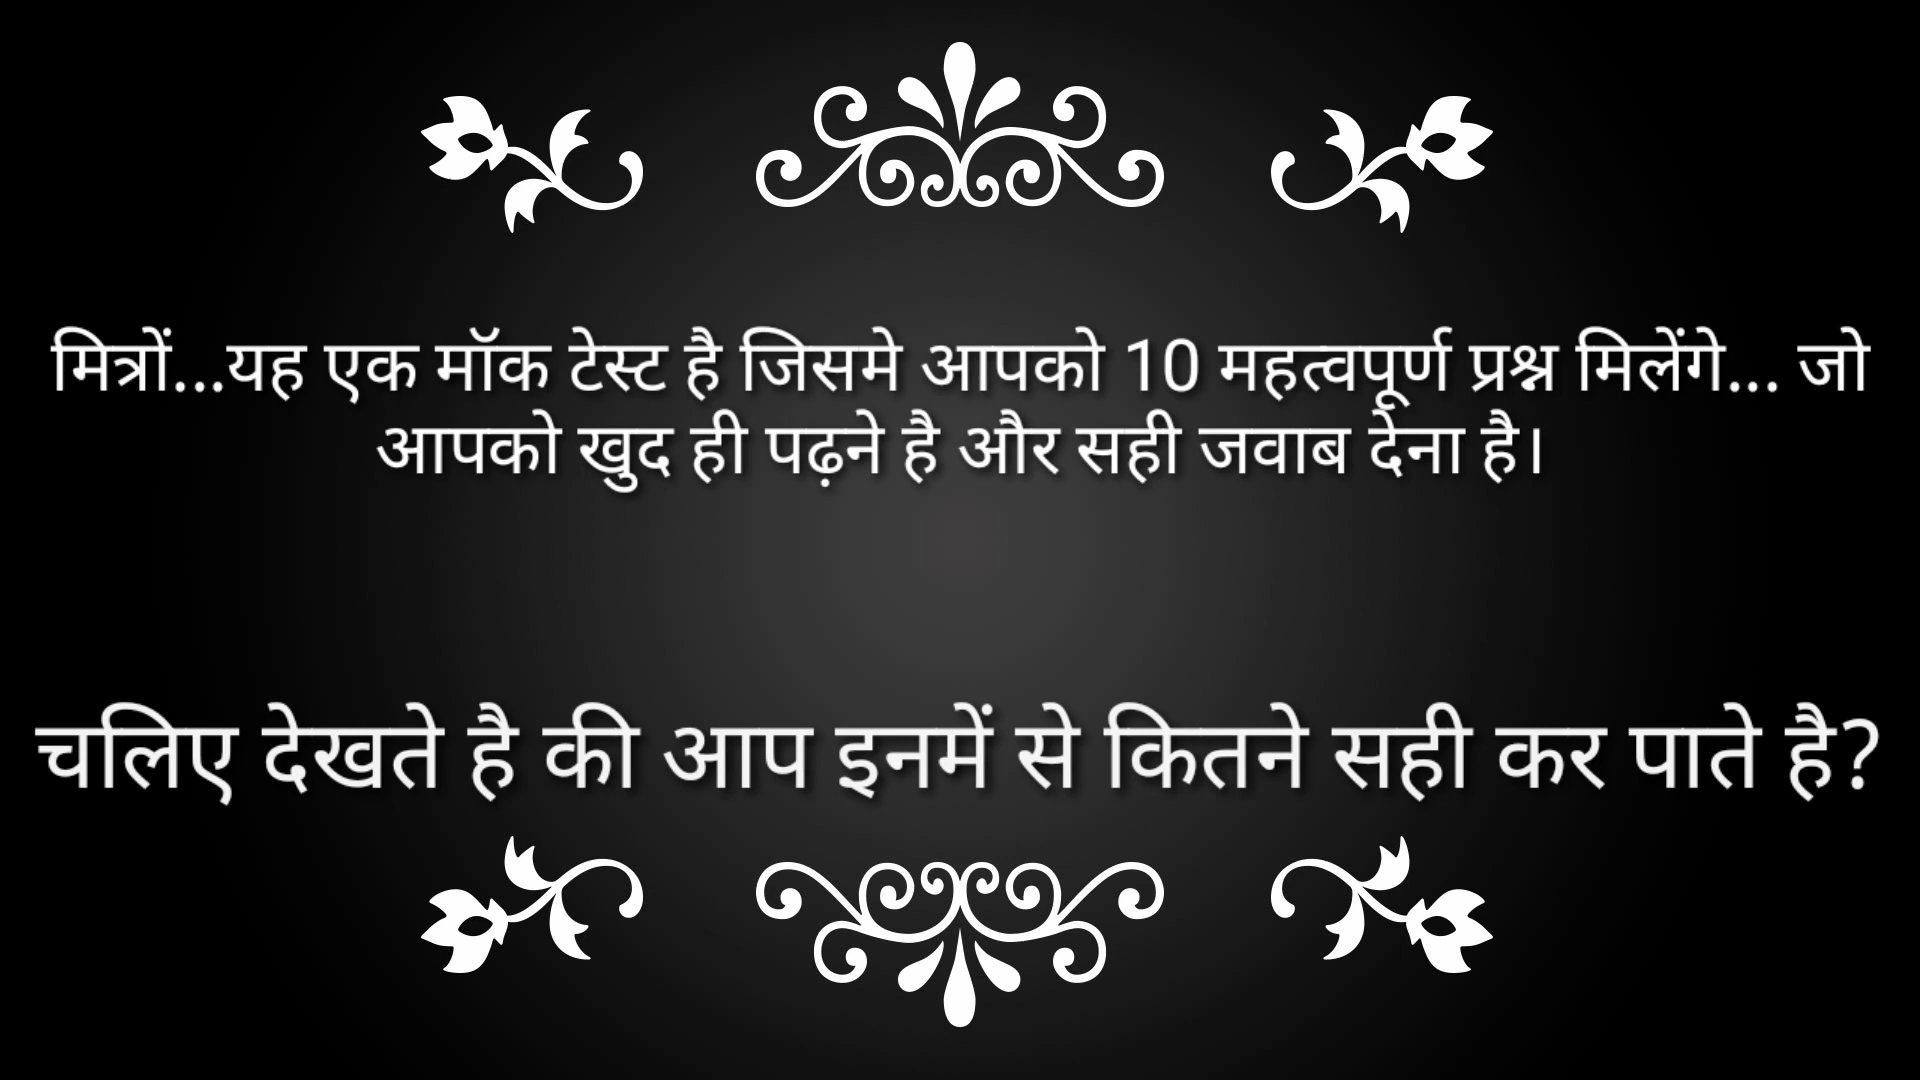 मित्रों...यह एक मॉक टेस्ट है जिसमे आपको 10 महत्वपूर्ण प्रश्न मिलेंगे... जो
आपको खुद ही पढ़ने है और सही जवाब देना है।
चलिए देखते है की आप इनमें से कितने सही कर पाते है?